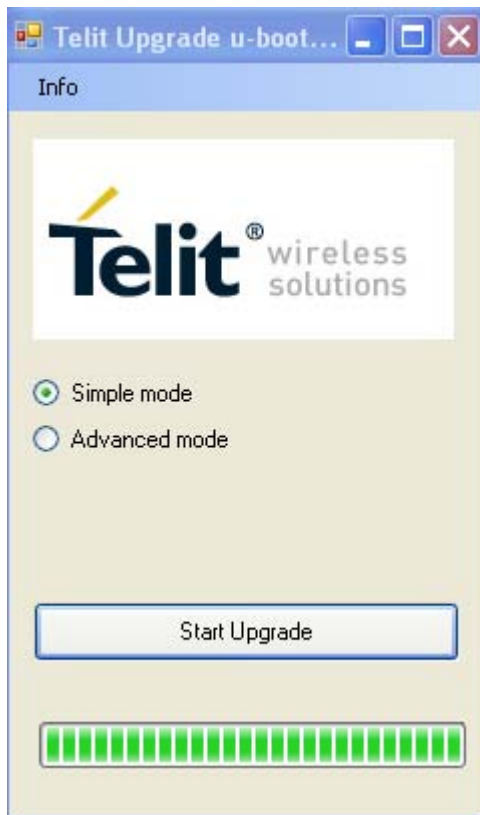 Telit Upgrade u-boot...
Info
Telit® wireless
solutions
Simple mode
Advanced mode
Start Upgrade